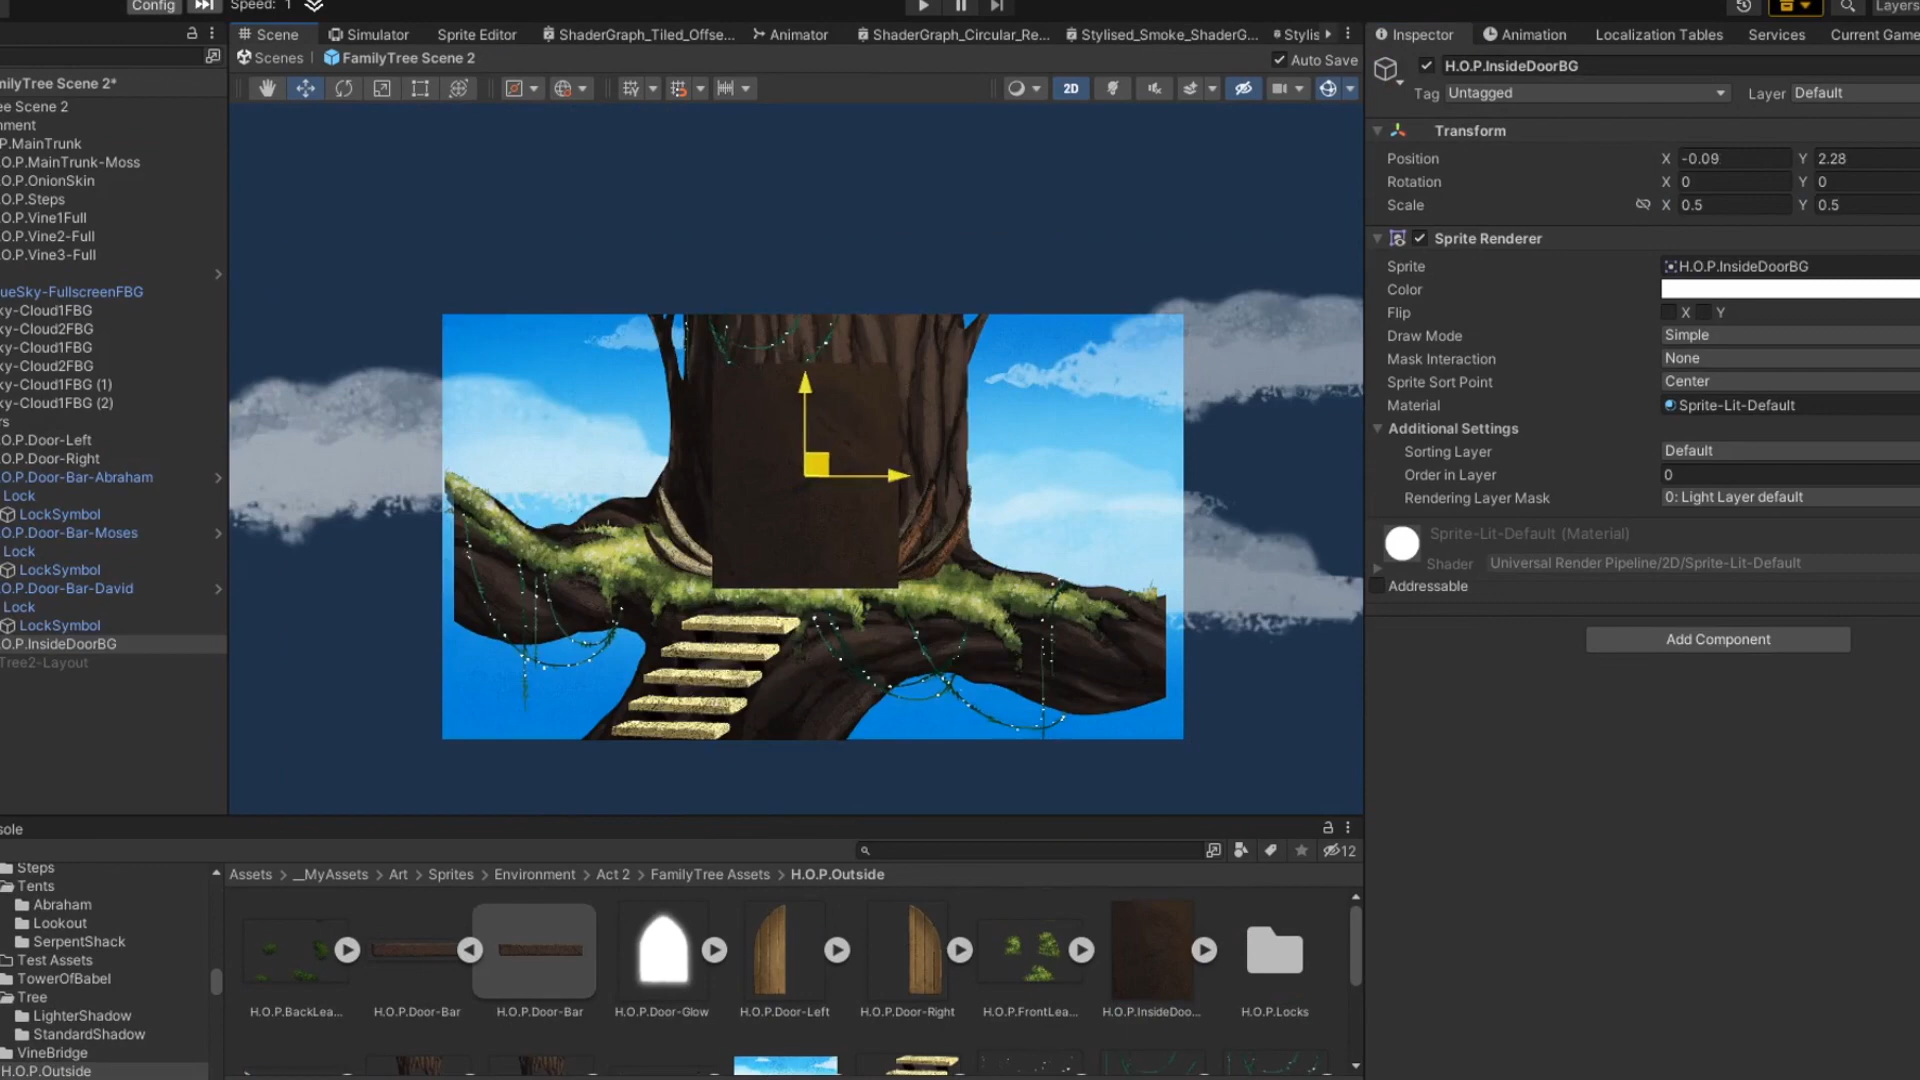 Config
Speed: 1
Layers
Scene
Simulator
Sprite Editor
ShaderGraph_Tiled_Offse...
Animator
ShaderGraph_Circular_Re...
Stylised_Smoke_ShaderG...
Stylis
Inspector
Animation
Localization Tables
Services
Current Game
Scenes
FamilyTree Scene 2
Auto Save
2D
H.O.P.InsideDoorBG
Tag Untagged
Layer Default
Transform
Position X -0.09 Y 2.28
Rotation X 0 Y 0
Scale X 0.5 Y 0.5
Sprite Renderer
Sprite H.O.P.InsideDoorBG
Color
Flip X Y
Draw Mode Simple
Mask Interaction None
Sprite Sort Point Center
Material Sprite-Lit-Default
Additional Settings
Sorting Layer Default
Order in Layer 0
Rendering Layer Mask 0: Light Layer default
Sprite-Lit-Default (Material)
Shader Universal Render Pipeline/2D/Sprite-Lit-Default
Addressable
Add Component
milyTree Scene 2*
ee Scene 2
nment
P.MainTrunk
.O.P.MainTrunk-Moss
.O.P.OnionSkin
.O.P.Steps
.O.P.Vine1Full
.O.P.Vine2-Full
.O.P.Vine3-Full
ueSky-FullscreenFBG
ky-Cloud1FBG
ky-Cloud2FBG
ky-Cloud1FBG
ky-Cloud2FBG
ky-Cloud1FBG (1)
ky-Cloud1FBG (2)
rs
.O.P.Door-Left
.O.P.Door-Right
.O.P.Door-Bar-Abraham
Lock
LockSymbol
.O.P.Door-Bar-Moses
Lock
LockSymbol
.O.P.Door-Bar-David
Lock
LockSymbol
.O.P.InsideDoorBG
Tree2-Layout
sole
12
Steps
Tents
Abraham
Lookout
SerpentShack
Test Assets
TowerOfBabel
Tree
LighterShadow
StandardShadow
VineBridge
H.O.P.Outside
Assets > __MyAssets > Art > Sprites > Environment > Act 2 > FamilyTree Assets > H.O.P.Outside
H.O.P.BackLea...
H.O.P.Door-Bar
H.O.P.Door-Bar
H.O.P.Door-Glow
H.O.P.Door-Left
H.O.P.Door-Right
H.O.P.FrontLea...
H.O.P.InsideDoo...
H.O.P.Locks